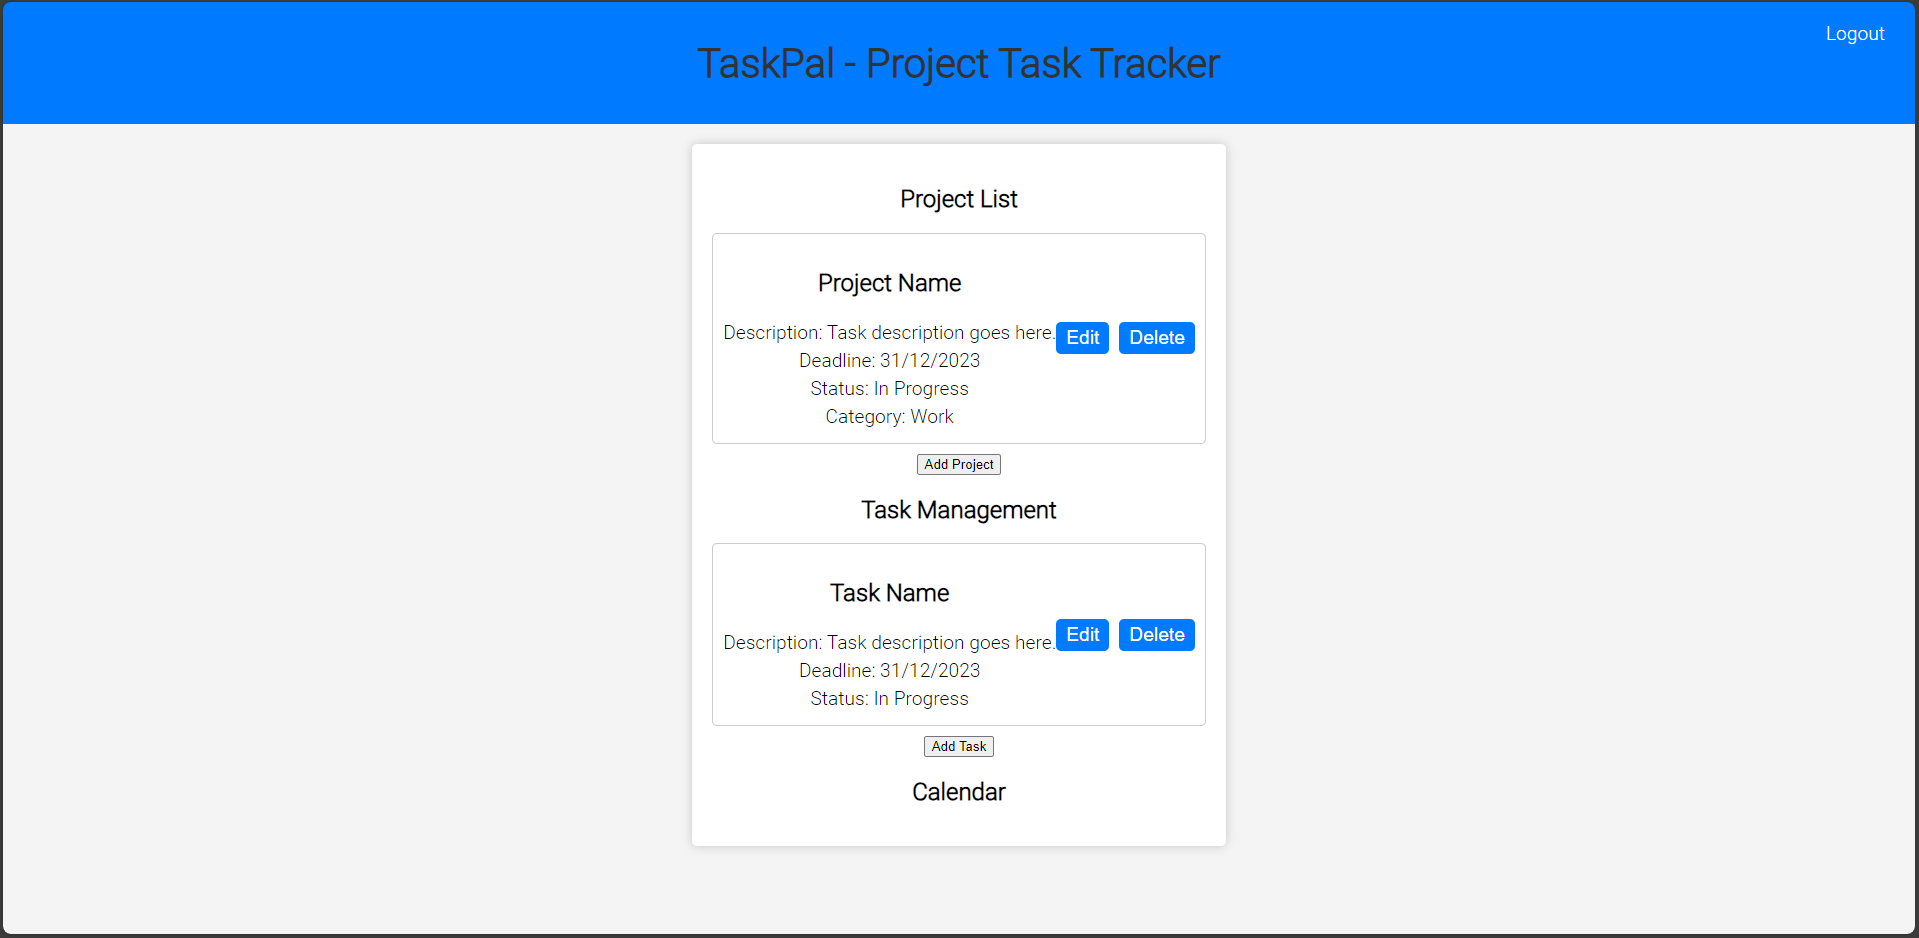 Logout
TaskPal - Project Task Tracker
Project List
Project Name
Description: Task description goes here.
Edit Delete
Deadline: 31/12/2023
Status: In Progress
Category: Work
Add Project
Task Management
Task Name
Description: Task description goes here.
Edit Delete
Deadline: 31/12/2023
Status: In Progress
Add Task
Calendar